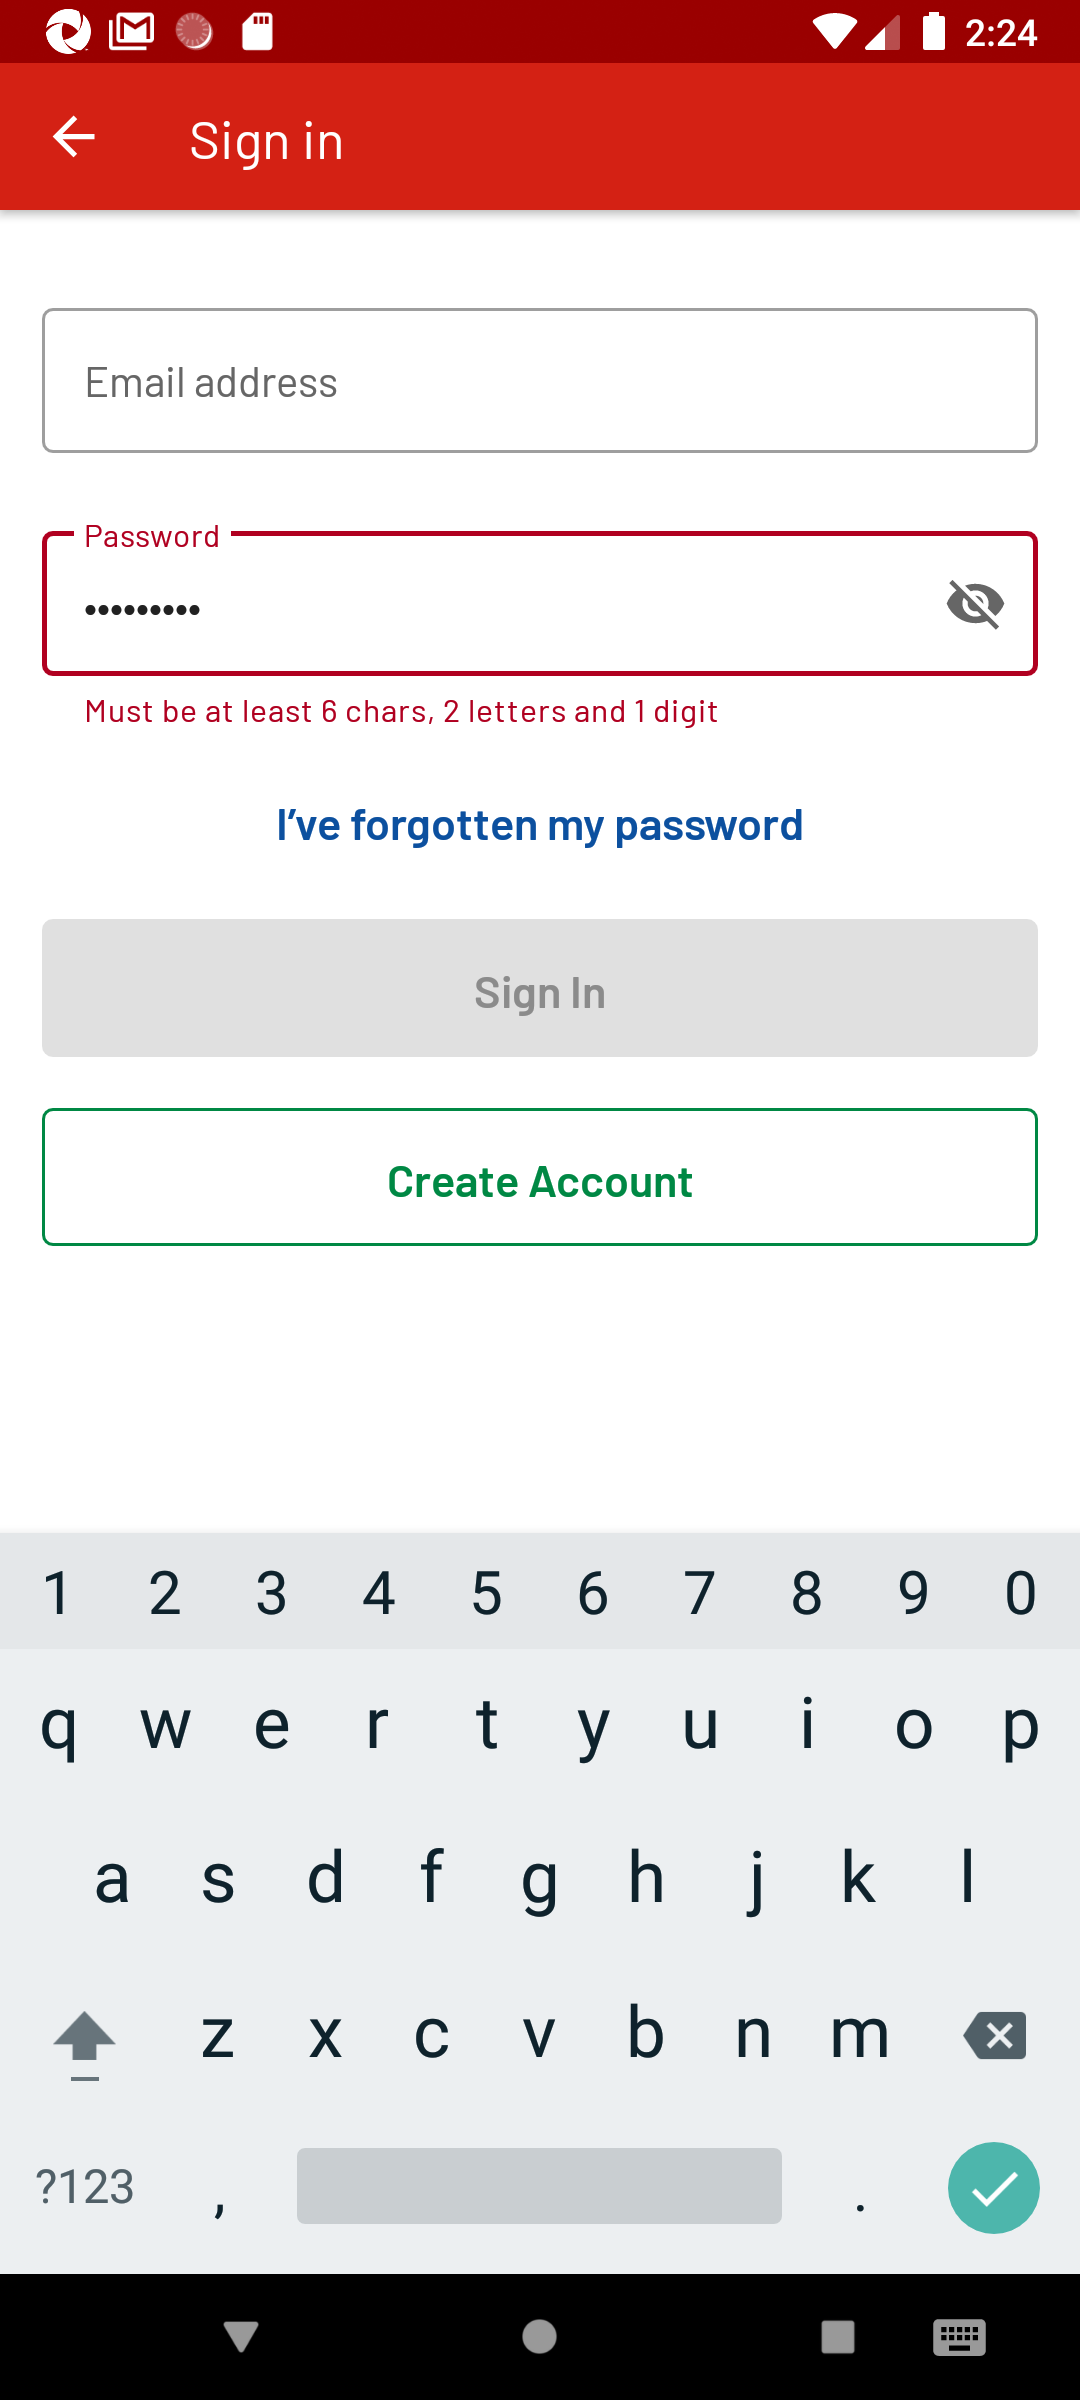 2:24
Sign in
Email address
Password
•••••••••
Must be at least 6 chars, 2 letters and 1 digit
I’ve forgotten my password
Sign In
Create Account
1 2 3 4 5 6 7 8 9 0
q w e r t y u i o p
a s d f g h j k l
z x c v b n m
?123 , .